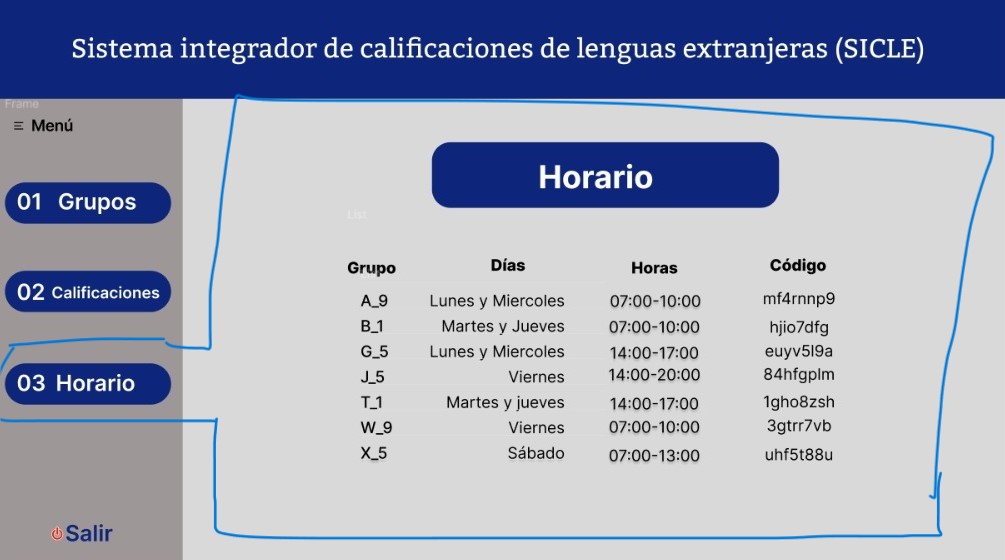 Sistema integrador de calificaciones de lenguas extranjeras (SICLE)
Frame
Menú
01 Grupos
02 Calificaciones
03 Horario
Salir
Horario
List
Grupo Días Horas Código
A_9 Lunes y Miercoles 07:00-10:00 mf4rnnp9
B_1 Martes y Jueves 07:00-10:00 hjio7dfg
G_5 Lunes y Miercoles 14:00-17:00 euyv5l9a
J_5 Viernes 14:00-20:00 84hfgplm
T_1 Martes y jueves 14:00-17:00 1gho8zsh
W_9 Viernes 07:00-10:00 3gtrr7vb
X_5 Sábado 07:00-13:00 uhf5t88u